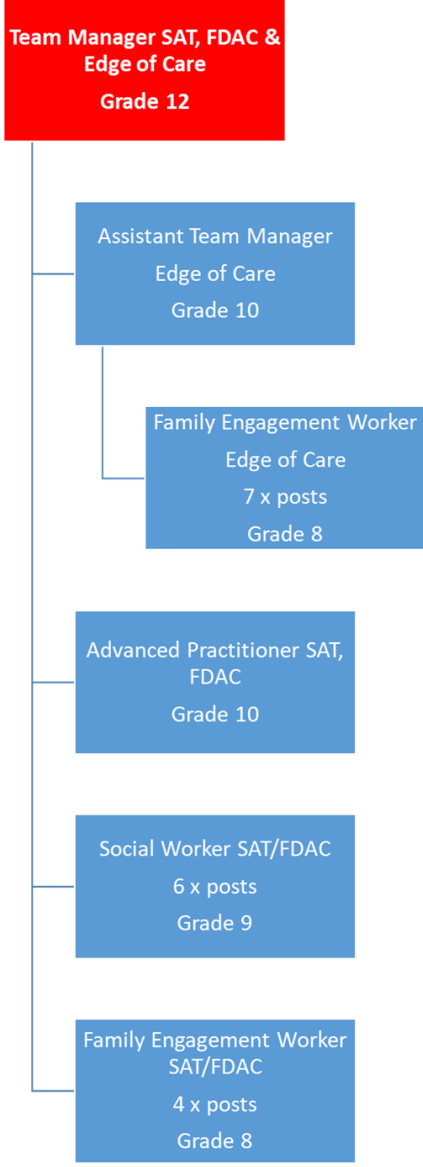 Team Manager SAT, FDAC &
Edge of Care
Grade 12
Assistant Team Manager
Edge of Care
Grade 10
Family Engagement Worker
Edge of Care
7 x posts
Grade 8
Advanced Practitioner SAT,
FDAC
Grade 10
Social Worker SAT/FDAC
6 x posts
Grade 9
Family Engagement Worker
SAT/FDAC
4 x posts
Grade 8